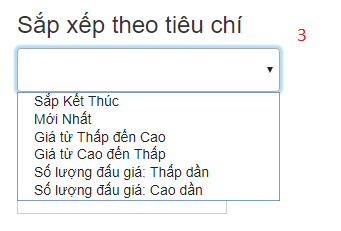 Sắp xếp theo tiêu chí
3
Sắp Kết Thúc
Mới Nhất
Giá từ Thấp đến Cao
Giá từ Cao đến Thấp
Số lượng đấu giá: Thấp dần
Số lượng đấu giá: Cao dần